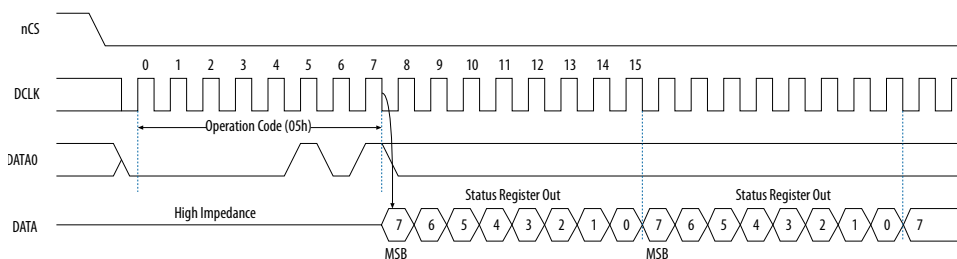 nCS
0 1 2 3 4 5 6 7 8 9 10 11 12 13 14 15
DCLK
Operation Code (05h)
DATA0
Status Register Out Status Register Out
High Impedance
DATA 7 6 5 4 3 2 1 0 7 6 5 4 3 2 1 0 7
MSB MSB